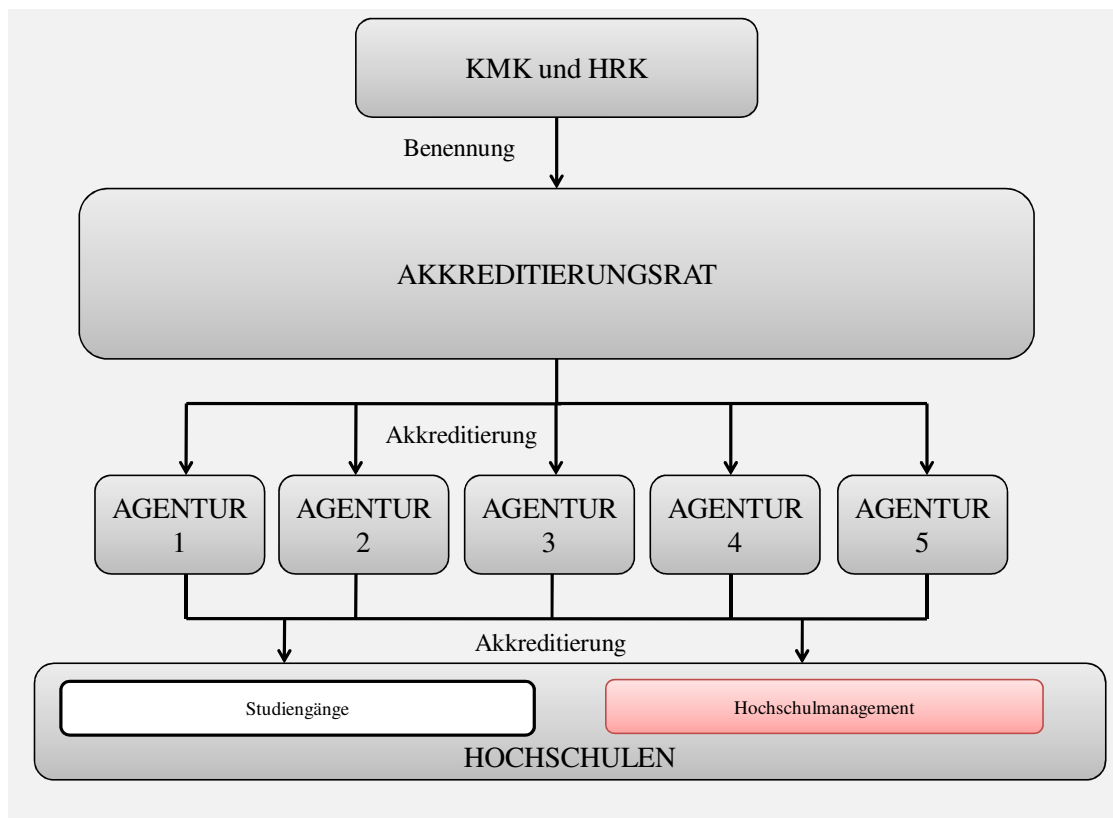 KMK und HRK
Benennung
AKKREDITIERUNGSRAT
Akkreditierung
AGENTUR
1
AGENTUR
2
AGENTUR
3
AGENTUR
4
AGENTUR
5
Akkreditierung
Studiengänge
Hochschulmanagement
HOCHSCHULEN